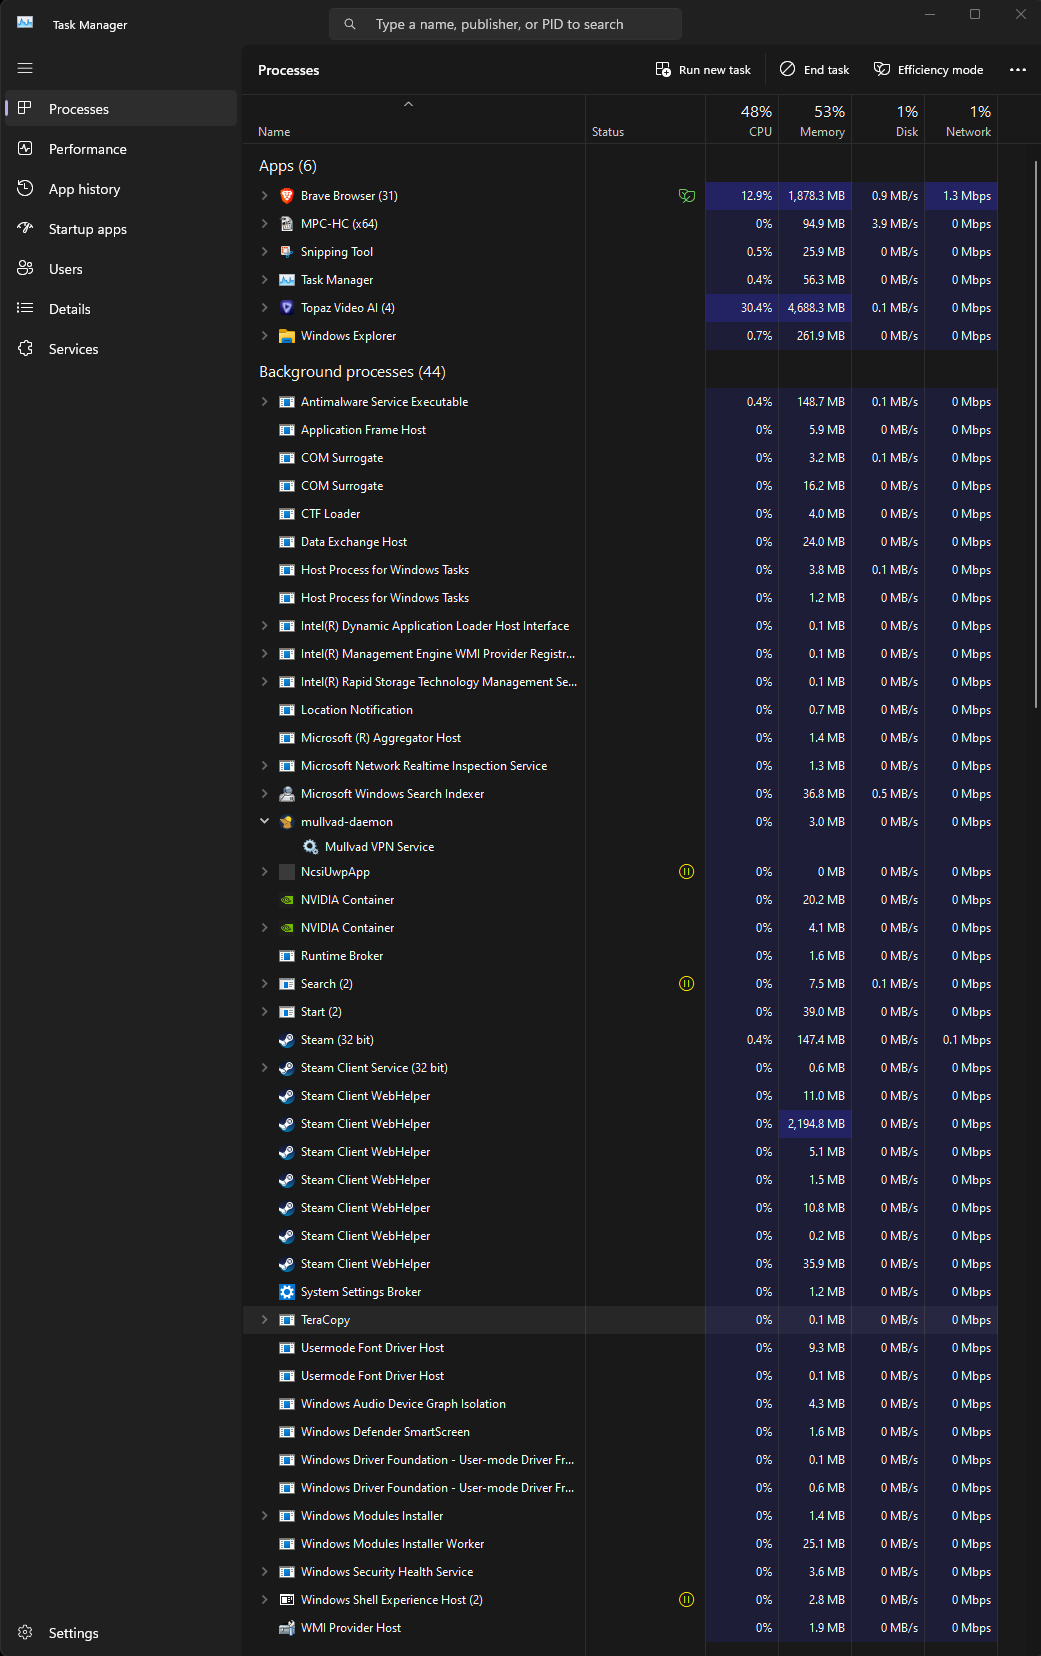 Task Manager
Type a name, publisher, or PID to search
Processes
Run new task
End task
Efficiency mode
Processes
Performance
App history
Startup apps
Users
Details
Services
Settings
48% 53% 1% 1%
Name Status CPU Memory Disk Network
Apps (6)
Brave Browser (31) 12.9% 1,878.3 MB 0.9 MB/s 1.3 Mbps
MPC-HC (x64) 0% 94.9 MB 3.9 MB/s 0 Mbps
Snipping Tool 0.5% 25.9 MB 0 MB/s 0 Mbps
Task Manager 0.4% 56.3 MB 0 MB/s 0 Mbps
Topaz Video AI (4) 30.4% 4,688.3 MB 0.1 MB/s 0 Mbps
Windows Explorer 0.7% 261.9 MB 0 MB/s 0 Mbps
Background processes (44)
Antimalware Service Executable 0.4% 148.7 MB 0.1 MB/s 0 Mbps
Application Frame Host 0% 5.9 MB 0 MB/s 0 Mbps
COM Surrogate 0% 3.2 MB 0.1 MB/s 0 Mbps
COM Surrogate 0% 16.2 MB 0 MB/s 0 Mbps
CTF Loader 0% 4.0 MB 0 MB/s 0 Mbps
Data Exchange Host 0% 24.0 MB 0 MB/s 0 Mbps
Host Process for Windows Tasks 0% 3.8 MB 0.1 MB/s 0 Mbps
Host Process for Windows Tasks 0% 1.2 MB 0 MB/s 0 Mbps
Intel(R) Dynamic Application Loader Host Interface 0% 0.1 MB 0 MB/s 0 Mbps
Intel(R) Management Engine WMI Provider Registr... 0% 0.1 MB 0 MB/s 0 Mbps
Intel(R) Rapid Storage Technology Management Se... 0% 0.1 MB 0 MB/s 0 Mbps
Location Notification 0% 0.7 MB 0 MB/s 0 Mbps
Microsoft (R) Aggregator Host 0% 1.4 MB 0 MB/s 0 Mbps
Microsoft Network Realtime Inspection Service 0% 1.3 MB 0 MB/s 0 Mbps
Microsoft Windows Search Indexer 0% 36.8 MB 0.5 MB/s 0 Mbps
mullvad-daemon 0% 3.0 MB 0 MB/s 0 Mbps
Mullvad VPN Service
NcsiUwpApp 0% 0 MB 0 MB/s 0 Mbps
NVIDIA Container 0% 20.2 MB 0 MB/s 0 Mbps
NVIDIA Container 0% 4.1 MB 0 MB/s 0 Mbps
Runtime Broker 0% 1.6 MB 0 MB/s 0 Mbps
Search (2) 0% 7.5 MB 0.1 MB/s 0 Mbps
Start (2) 0% 39.0 MB 0 MB/s 0 Mbps
Steam (32 bit) 0.4% 147.4 MB 0 MB/s 0.1 Mbps
Steam Client Service (32 bit) 0% 0.6 MB 0 MB/s 0 Mbps
Steam Client WebHelper 0% 11.0 MB 0 MB/s 0 Mbps
Steam Client WebHelper 0% 2,194.8 MB 0 MB/s 0 Mbps
Steam Client WebHelper 0% 5.1 MB 0 MB/s 0 Mbps
Steam Client WebHelper 0% 1.5 MB 0 MB/s 0 Mbps
Steam Client WebHelper 0% 10.8 MB 0 MB/s 0 Mbps
Steam Client WebHelper 0% 0.2 MB 0 MB/s 0 Mbps
Steam Client WebHelper 0% 35.9 MB 0 MB/s 0 Mbps
System Settings Broker 0% 1.2 MB 0 MB/s 0 Mbps
TeraCopy 0% 0.1 MB 0 MB/s 0 Mbps
Usermode Font Driver Host 0% 9.3 MB 0 MB/s 0 Mbps
Usermode Font Driver Host 0% 0.1 MB 0 MB/s 0 Mbps
Windows Audio Device Graph Isolation 0% 4.3 MB 0 MB/s 0 Mbps
Windows Defender SmartScreen 0% 1.6 MB 0 MB/s 0 Mbps
Windows Driver Foundation - User-mode Driver Fr... 0% 0.1 MB 0 MB/s 0 Mbps
Windows Driver Foundation - User-mode Driver Fr... 0% 0.6 MB 0 MB/s 0 Mbps
Windows Modules Installer 0% 1.4 MB 0 MB/s 0 Mbps
Windows Modules Installer Worker 0% 25.1 MB 0 MB/s 0 Mbps
Windows Security Health Service 0% 3.6 MB 0 MB/s 0 Mbps
Windows Shell Experience Host (2) 0% 2.8 MB 0 MB/s 0 Mbps
WMI Provider Host 0% 1.9 MB 0 MB/s 0 Mbps